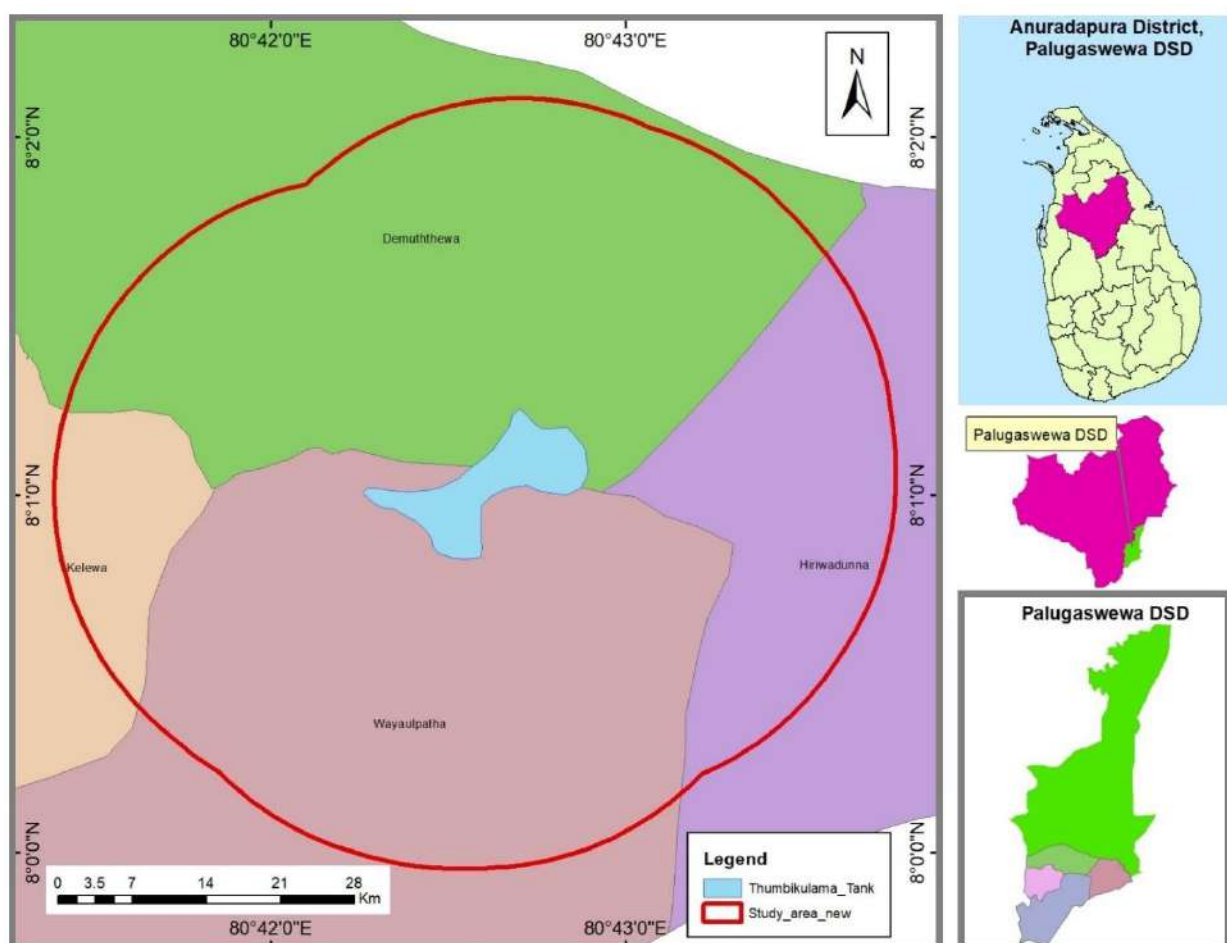 80°42'0"E
80°43'0"E
N
8°2'0"N
8°2'0"N
Demuththewa
8°1'0"N
8°1'0"N
Kelewa
Hiriwadunna
Wayaulpatha
8°0'0"N
8°0'0"N
0 3.5 7 14 21 28
Km
Legend
Thumbikulama_Tank
Study_area_new
80°42'0"E
80°43'0"E
Anuradapura District,
Palugaswewa DSD
Palugaswewa DSD
Palugaswewa DSD